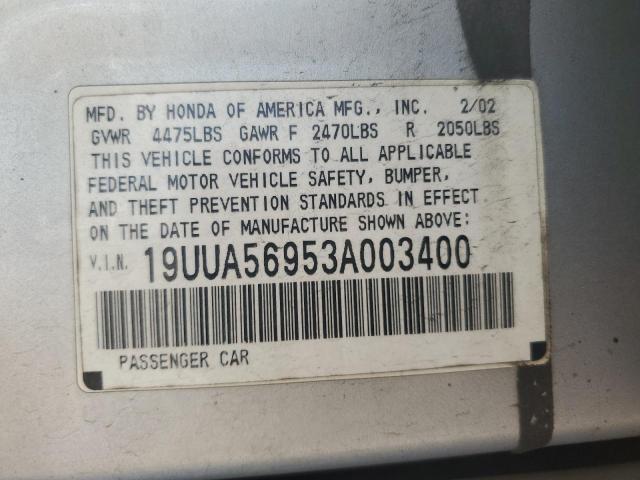 MFD. BY HONDA OF AMERICA MFG., INC. 2/02
GVWR 4475LBS GAWR F 2470LBS R 2050LBS
THIS VEHICLE CONFORMS TO ALL APPLICABLE
FEDERAL MOTOR VEHICLE SAFETY, BUMPER,
AND THEFT PREVENTION STANDARDS IN EFFECT
ON THE DATE OF MANUFACTURE SHOWN ABOVE:
V.I.N. 19UUA56953A003400
PASSENGER CAR